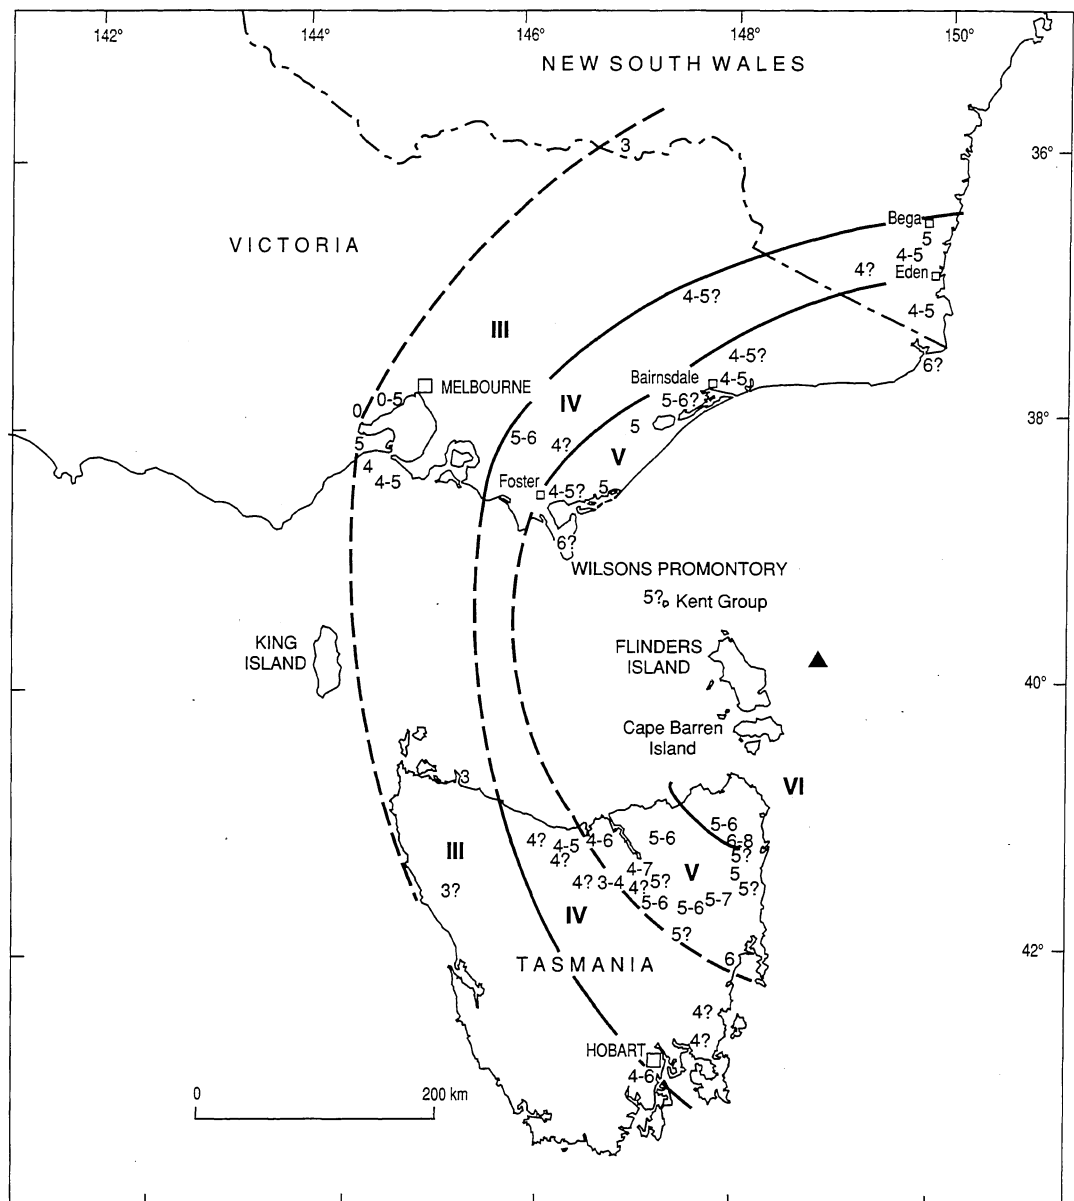 142° 144° 146° 148° 150°
NEW SOUTH WALES
3
36°
Bega
VICTORIA
5
4-5
4?
Eden
4-5?
4-5
III
4-5?
6?
Bairnsdale
4-5
MELBOURNE
0-5
5-6?
IV
0
38°
5
5-6
4?
5
4
V
4-5
Foster
4-5?
5
6?
WILSONS PROMONTORY
5?
Kent Group
KING
ISLAND
FLINDERS
ISLAND
40°
Cape Barren
Island
3
VI
5-6
4?
4-5
4-6
5-6
6-8
III
4?
5?
4-7
V
5
3?
4?
3-4
4?
5?
5?
5-6
5-6
5-7
IV
5?
TASMANIA
6
42°
4?
4?
HOBART
4-6
0
200 km